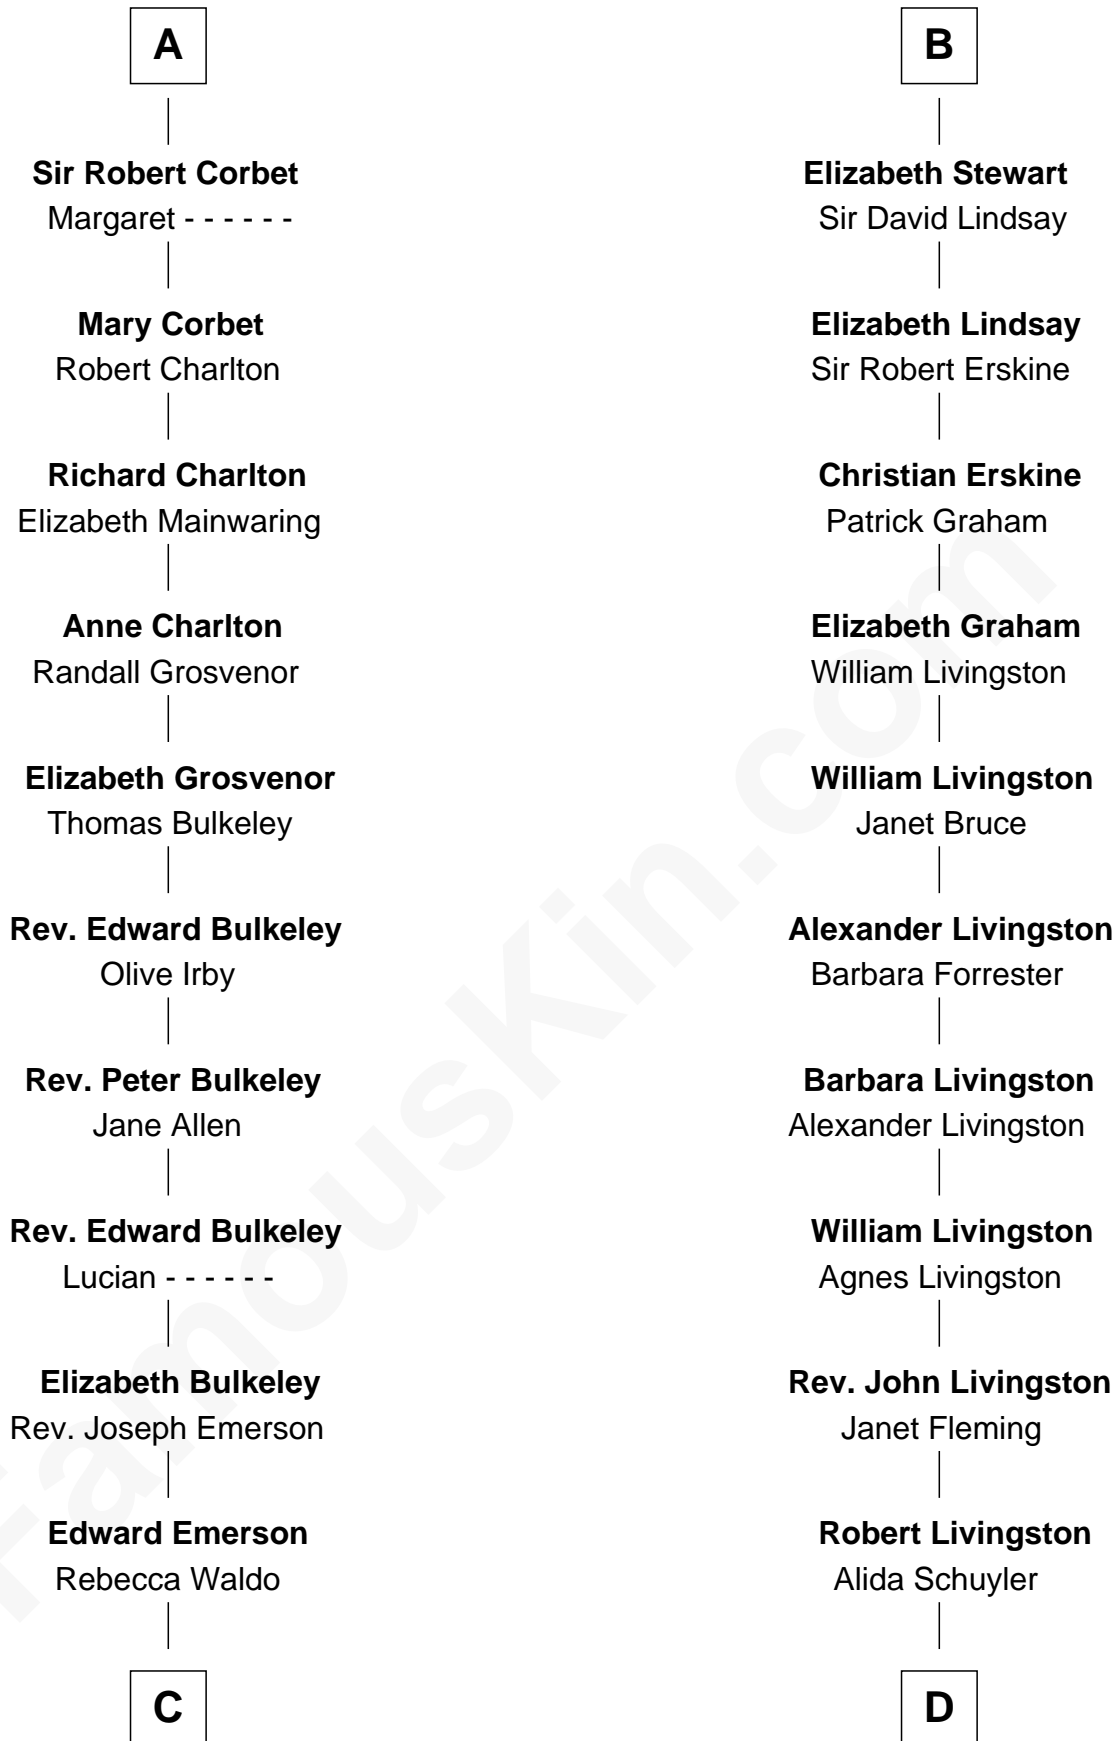 A
Sir Robert Corbet
Margaret - - - - - -
Mary Corbet
Robert Charlton
Richard Charlton
Elizabeth Mainwaring
Anne Charlton
Randall Grosvenor
Elizabeth Grosvenor
Thomas Bulkeley
Rev. Edward Bulkeley
Olive Irby
Rev. Peter Bulkeley
Jane Allen
Rev. Edward Bulkeley
Lucian - - - - - -
Elizabeth Bulkeley
Rev. Joseph Emerson
Edward Emerson
Rebecca Waldo
C
B
Elizabeth Stewart
Sir David Lindsay
Elizabeth Lindsay
Sir Robert Erskine
Christian Erskine
Patrick Graham
Elizabeth Graham
William Livingston
William Livingston
Janet Bruce
Alexander Livingston
Barbara Forrester
Barbara Livingston
Alexander Livingston
William Livingston
Agnes Livingston
Rev. John Livingston
Janet Fleming
Robert Livingston
Alida Schuyler
D
FamousKin.com